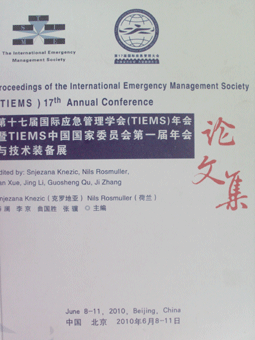 The International Emergency
Management Society
Proceedings of the International Emergency Management Society
(TIEMS) 17th Annual Conference
第十七届国际应急管理学会(TIEMS)年会
暨TIEMS中国国家委员会第一届年会
与技术装备展
论文集
Edited by: Snjezana Knezic, Nils Rosmuller,
an Xue, Jing Li, Guosheng Qu, Ji Zhang
Snjezana Knezic(克罗地亚) Nils Rosmuller(荷兰)
澜 李京 曲国胜 张骥 ◎主编
June 8-11, 2010, Beijing, China
中国 北京 2010年6月8-11日